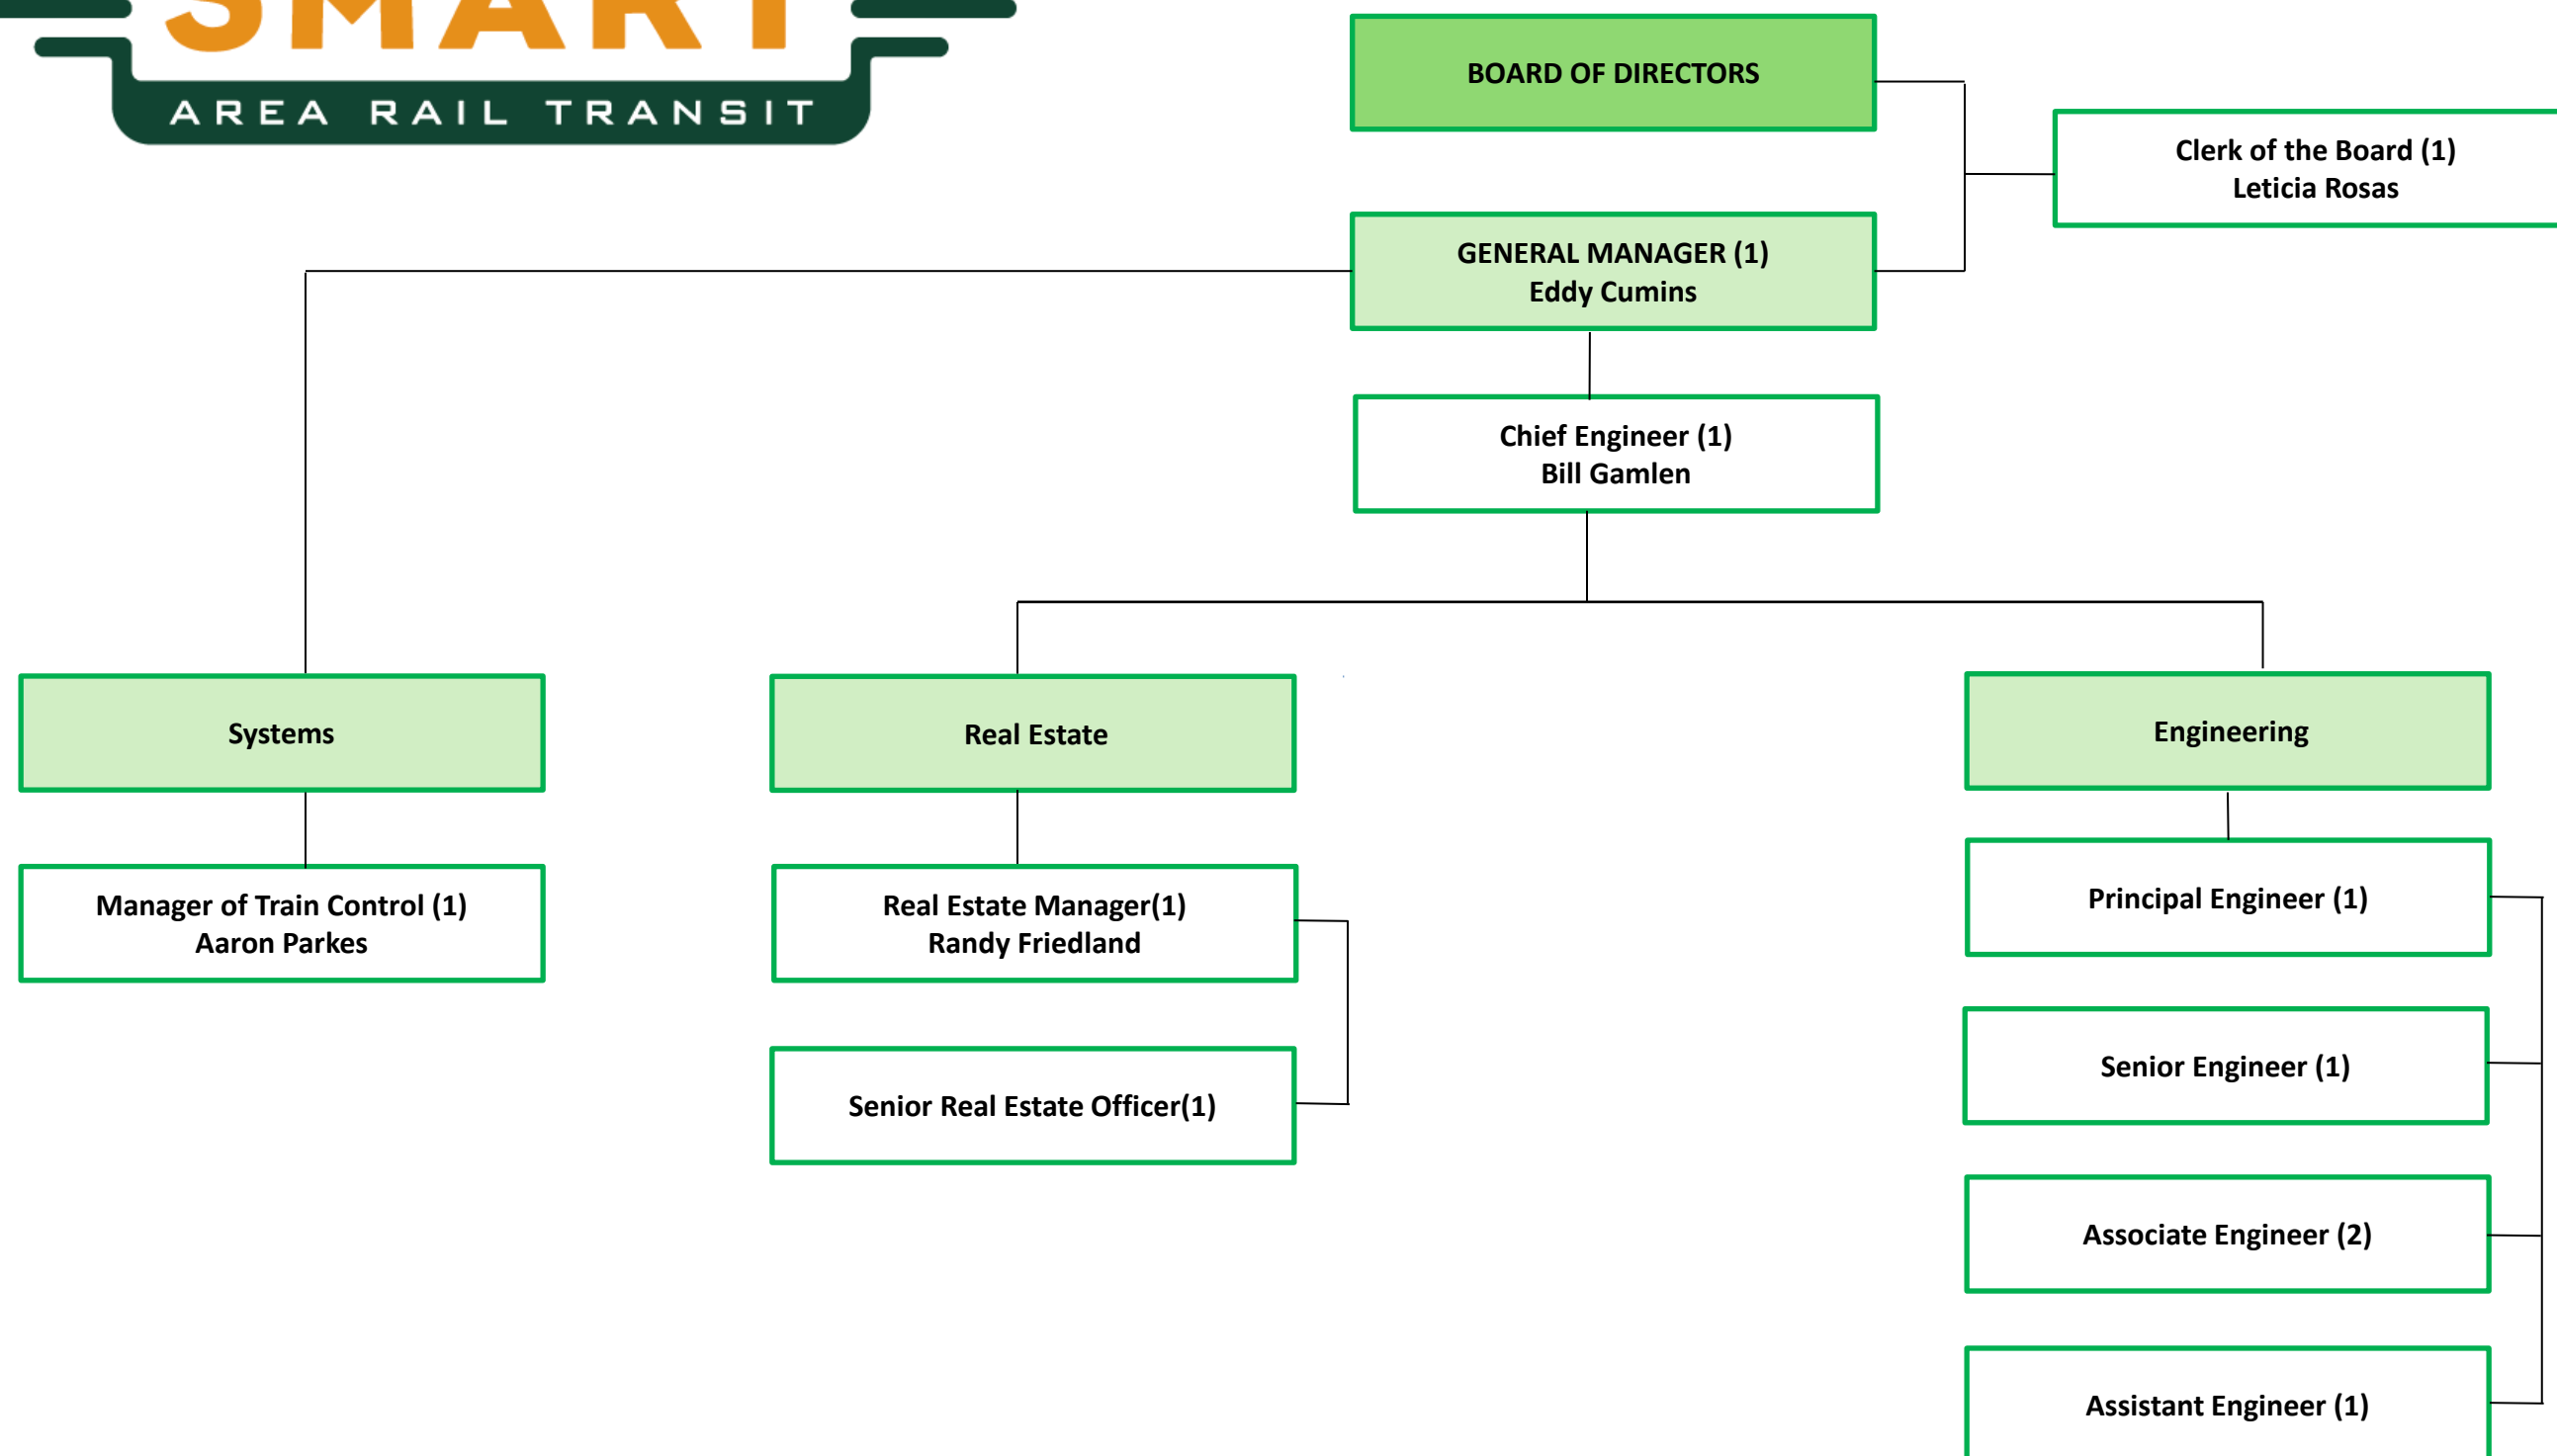 SMART
AREA RAIL TRANSIT
BOARD OF DIRECTORS
Clerk of the Board (1)
Leticia Rosas
GENERAL MANAGER (1)
Eddy Cumins
Chief Engineer (1)
Bill Gamlen
Systems
Real Estate
Engineering
Manager of Train Control (1)
Aaron Parkes
Real Estate Manager(1)
Randy Friedland
Principal Engineer (1)
Senior Real Estate Officer(1)
Senior Engineer (1)
Associate Engineer (2)
Assistant Engineer (1)